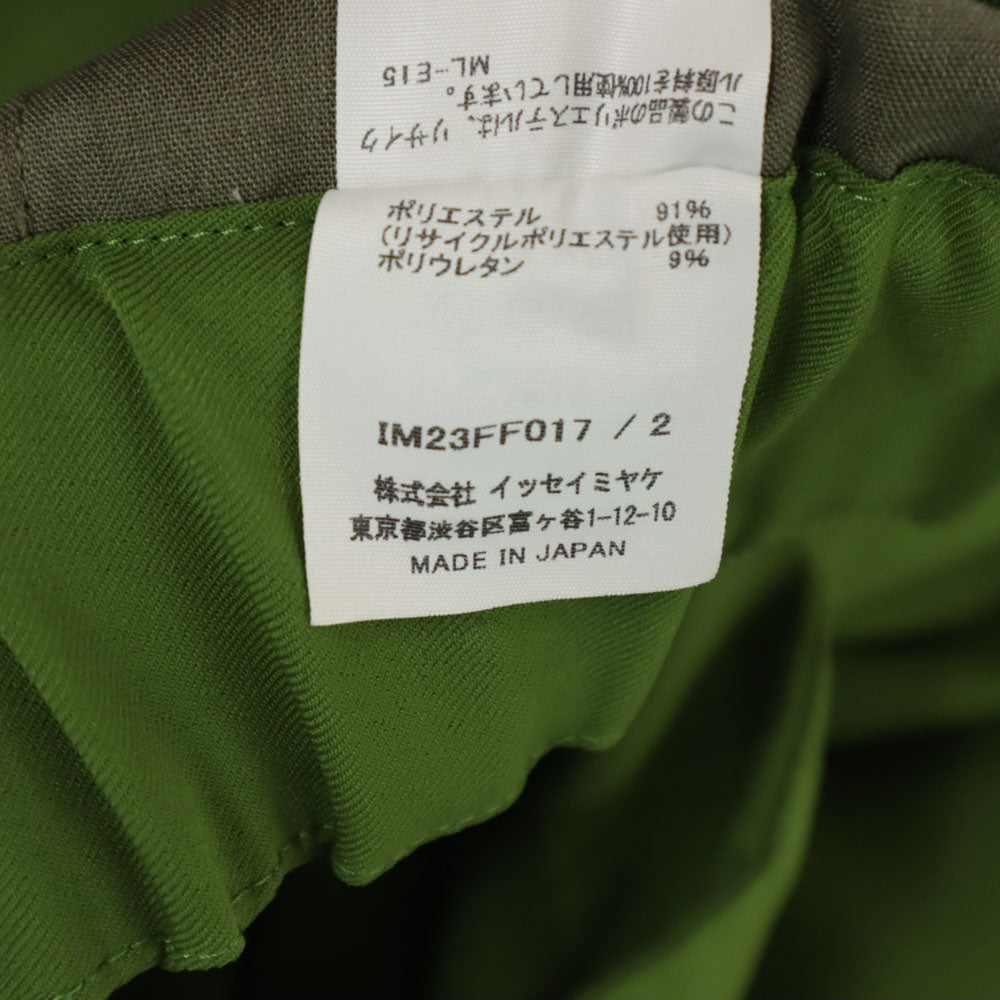 この製品のポリエステルは、リサイク
ル原料を100%使用しています。
ML-E15
ポリエステル 91%
(リサイクルポリエステル使用)
ポリウレタン 9%
IM23FF017 / 2
株式会社 イッセイミヤケ
東京都渋谷区富ヶ谷1-12-10
MADE IN JAPAN